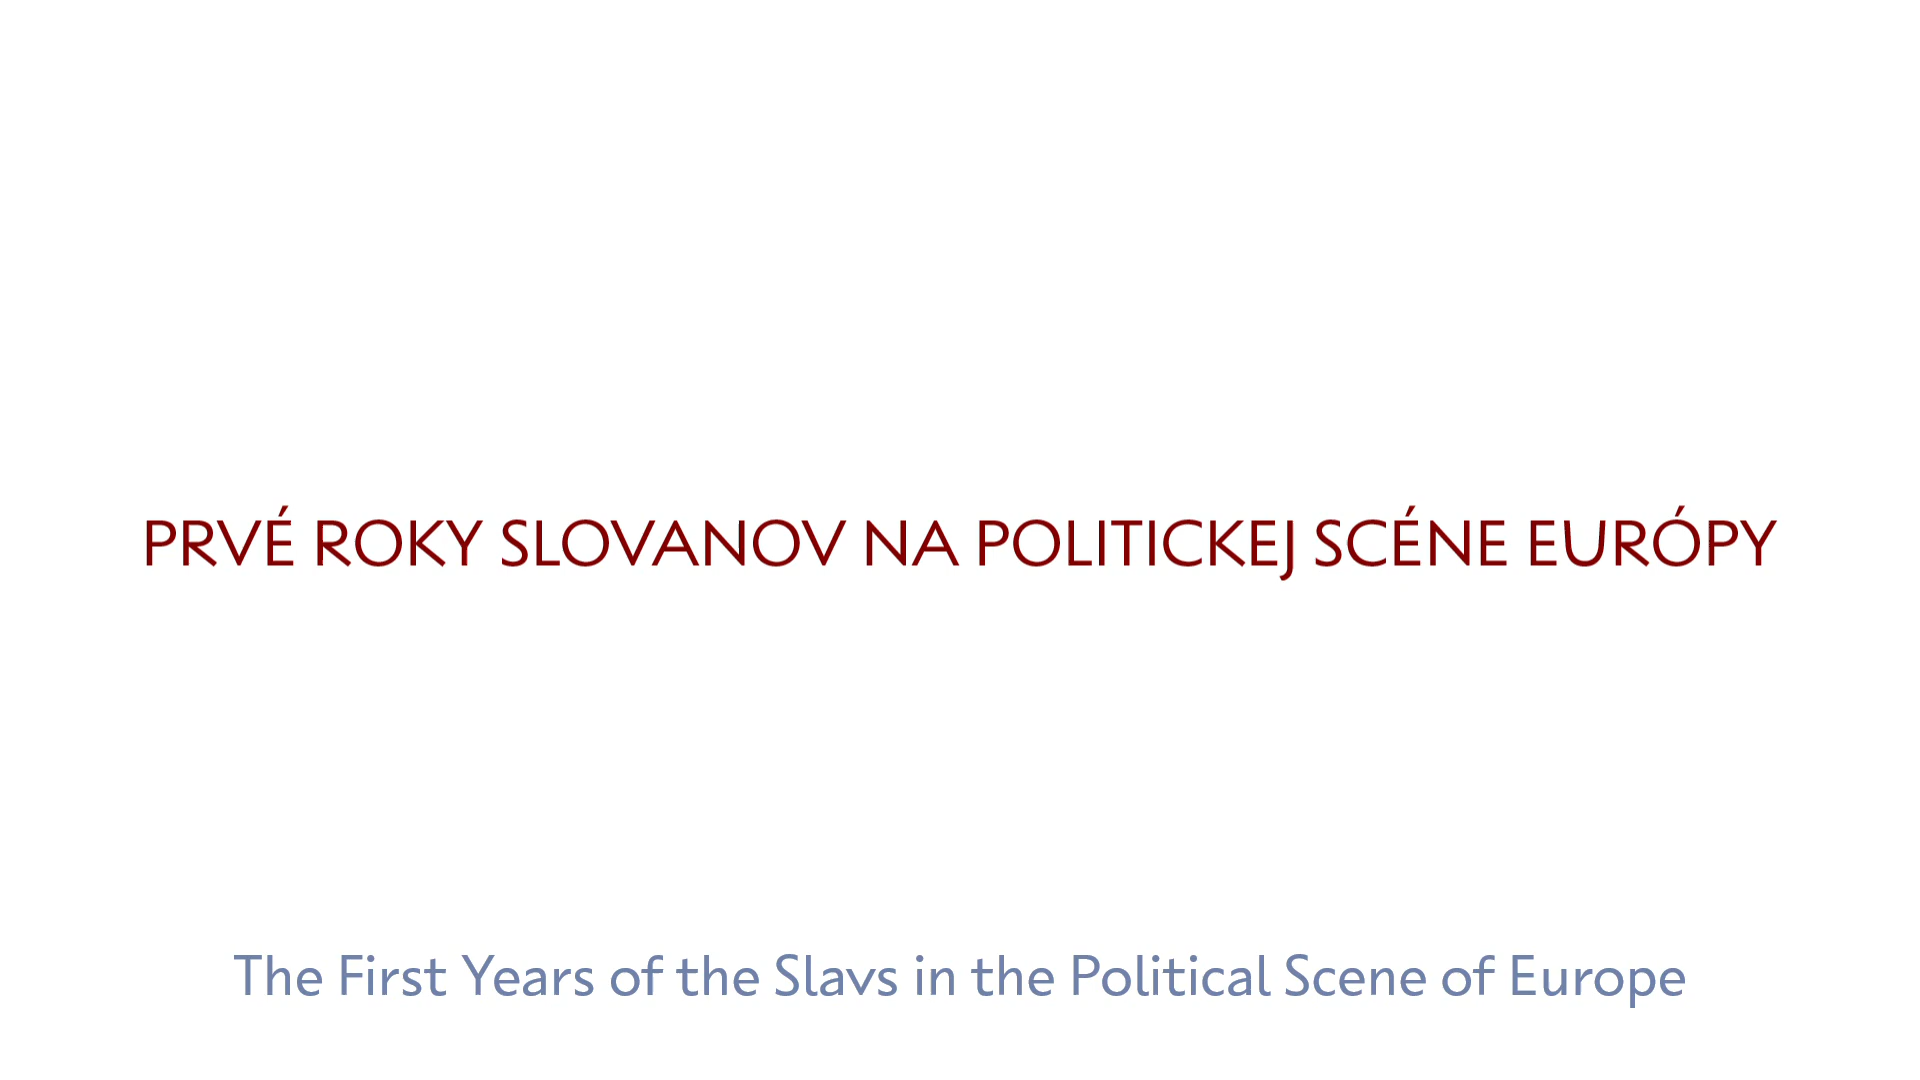 PRVÉ ROKY SLOVANOV NA POLITICKEJ SCÉNE EURÓPY
The First Years of the Slavs in the Political Scene of Europe